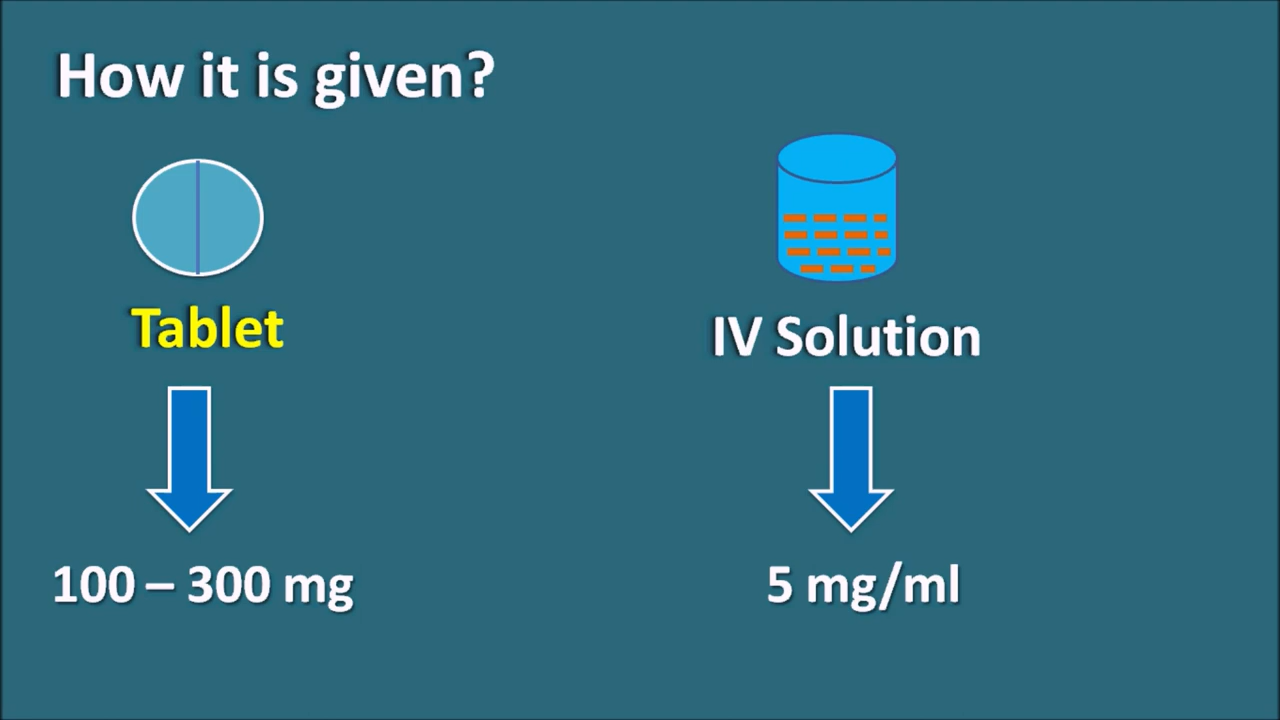 How it is given?
Tablet
IV Solution
100 – 300 mg
5 mg/ml